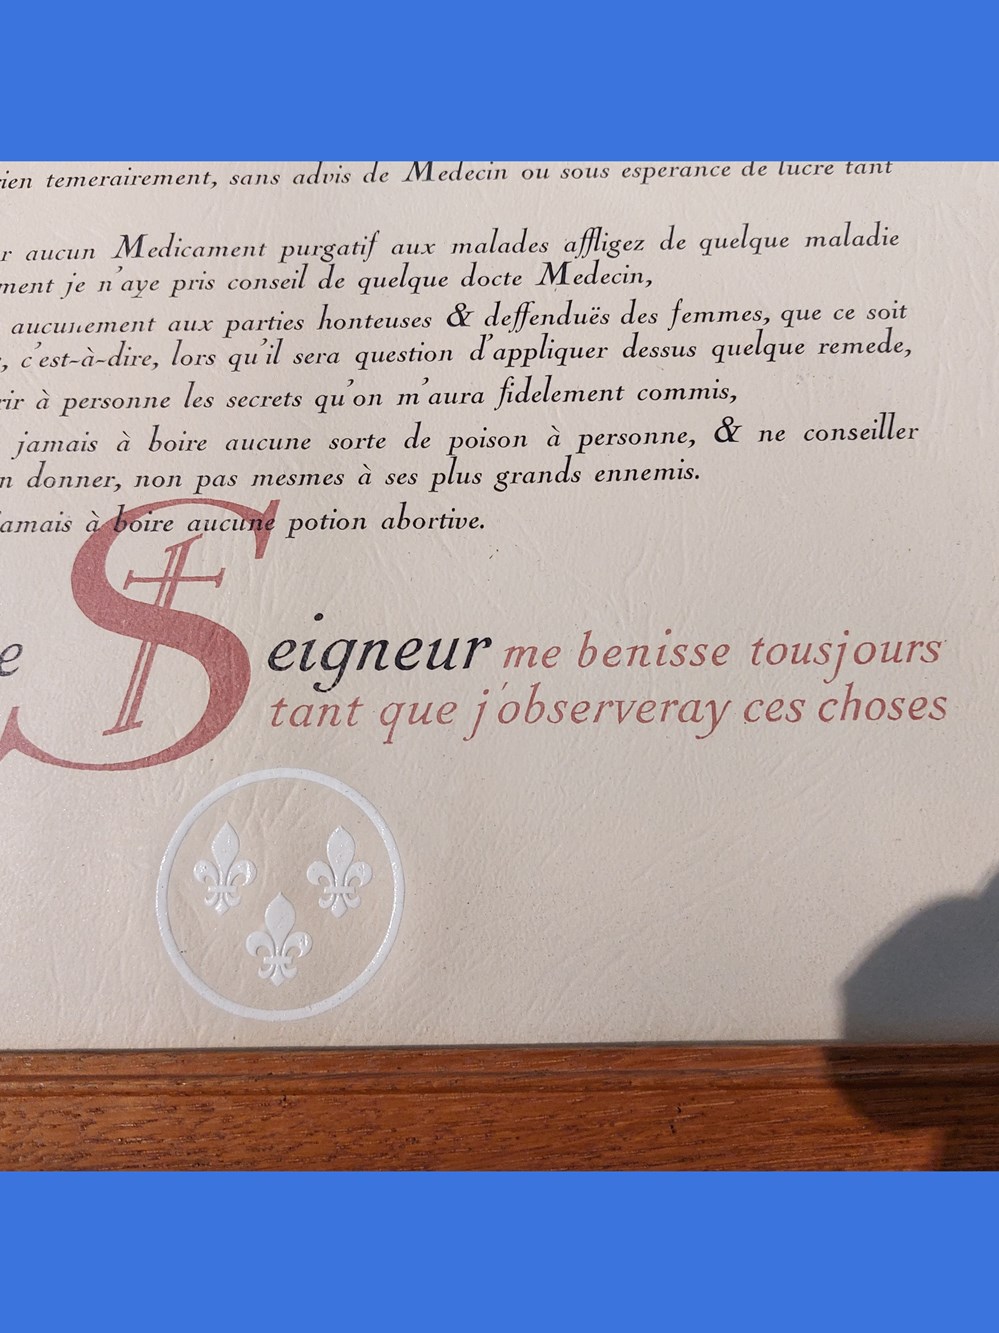 ien temerairement, sans advis de Medecin ou sous esperance de lucre tant
r aucun Medicament purgatif aux malades affligez de quelque maladie
ment je n'aye pris conseil de quelque docte Medecin,
aucunement aux parties honteuses & deffenduës des femmes, que ce soit
, c'est-à-dire, lors qu'il sera question d'appliquer dessus quelque remede,
rir à personne les secrets qu'on m'aura fidelement commis,
jamais à boire aucune sorte de poison à personne, & ne conseiller
n donner, non pas mesmes à ses plus grands ennemis.
jamais à boire aucune potion abortive.
e Seigneur me benisse tousjours
tant que j'observeray ces choses